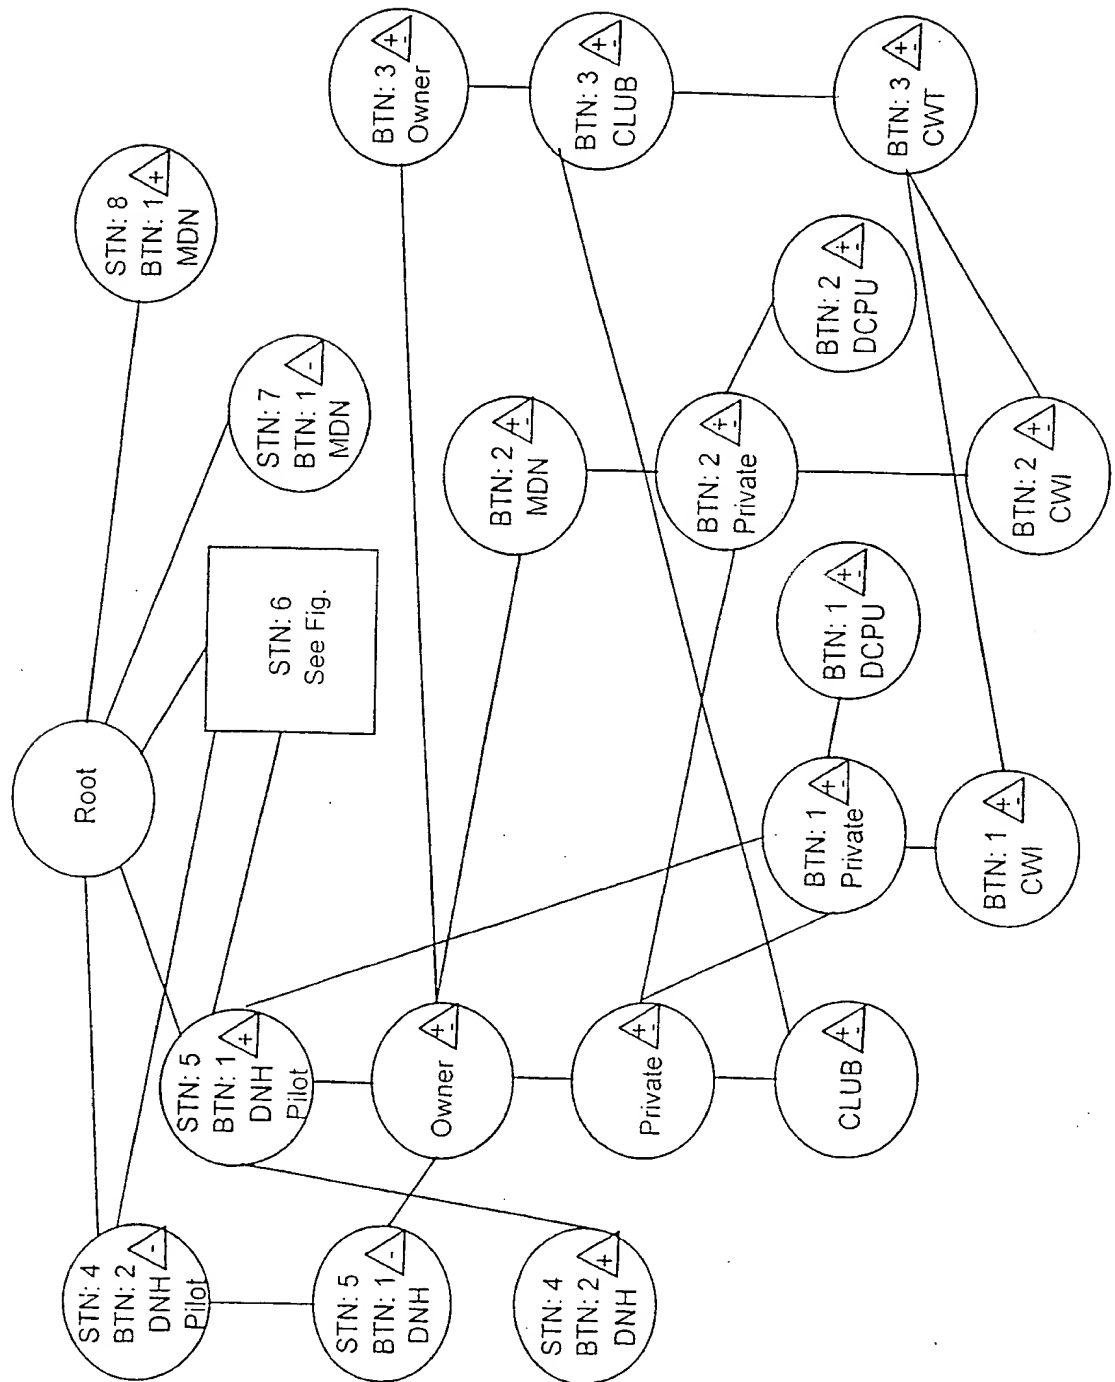 Root
STN: 4
BTN: 2 -
DNH
Pilot
STN: 5
BTN: 1 +
DNH
Pilot
STN: 6
See Fig.
STN: 7
BTN: 1 -
MDN
STN: 8
BTN: 1 +
MDN
STN: 5
BTN: 1 -
DNH
Owner +-
BTN: 3 +-
Owner
STN: 4
BTN: 2 +
DNH
Private +-
BTN: 2 +-
MDN
BTN: 3 +-
CLUB
BTN: 2 +-
Private
CLUB +-
BTN: 1 +-
Private
BTN: 1 +-
DCPU
BTN: 2 +-
DCPU
BTN: 3 +-
CWT
BTN: 1 +-
CWI
BTN: 2 +-
CWI